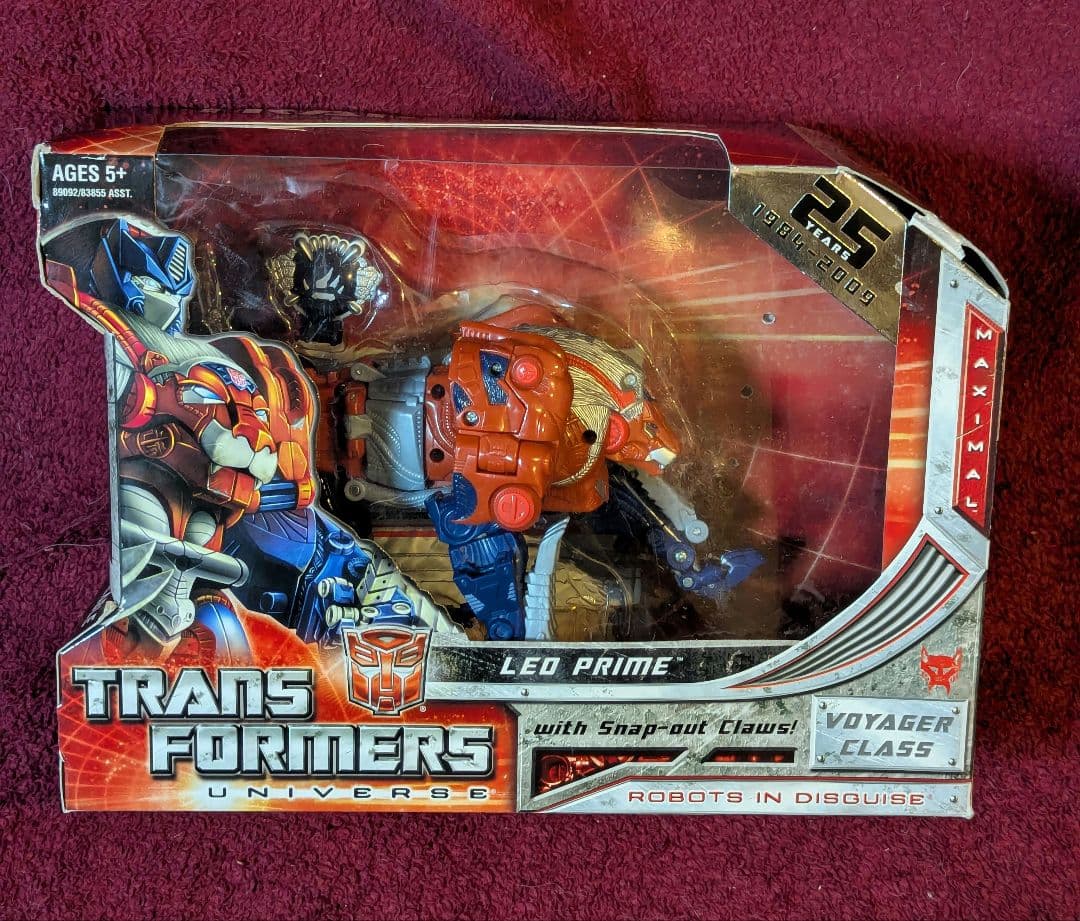 AGES 5+
89092/83855 ASST.
25
YEARS
1984-2009
MAXIMAL
LEO PRIME™
TRANS
FORMERS
®
UNIVERSE
with Snap-out Claws!
VOYAGER
CLASS
ROBOTS IN DISGUISE